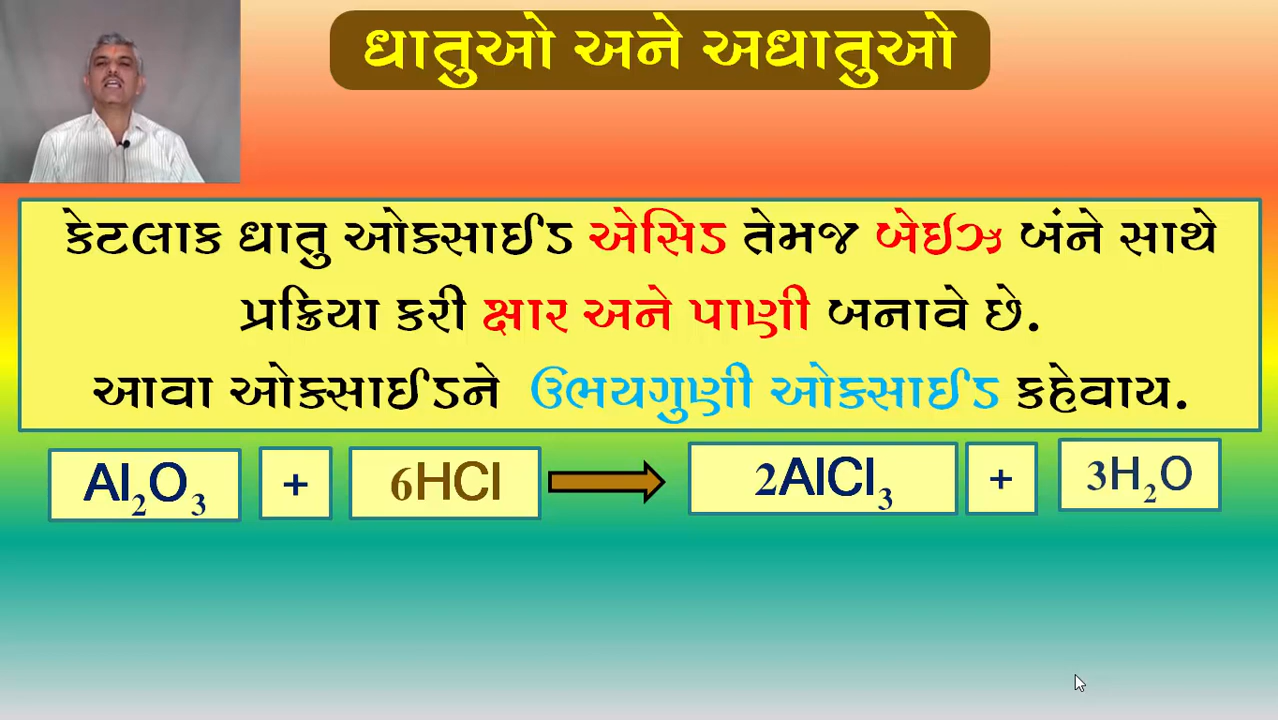 ધાતુઓ અને અધાતુઓ
કેટલાક ધાતુ ઓક્સાઈડ એસિડ તેમજ બેઇઝ બંને સાથે
પ્રક્રિયા કરી ક્ષાર અને પાણી બનાવે છે.
આવા ઓક્સાઈડને ઉભયગુણી ઓક્સાઈડ કહેવાય.
Al₂O₃ + 6HCl → 2AlCl₃ + 3H₂O